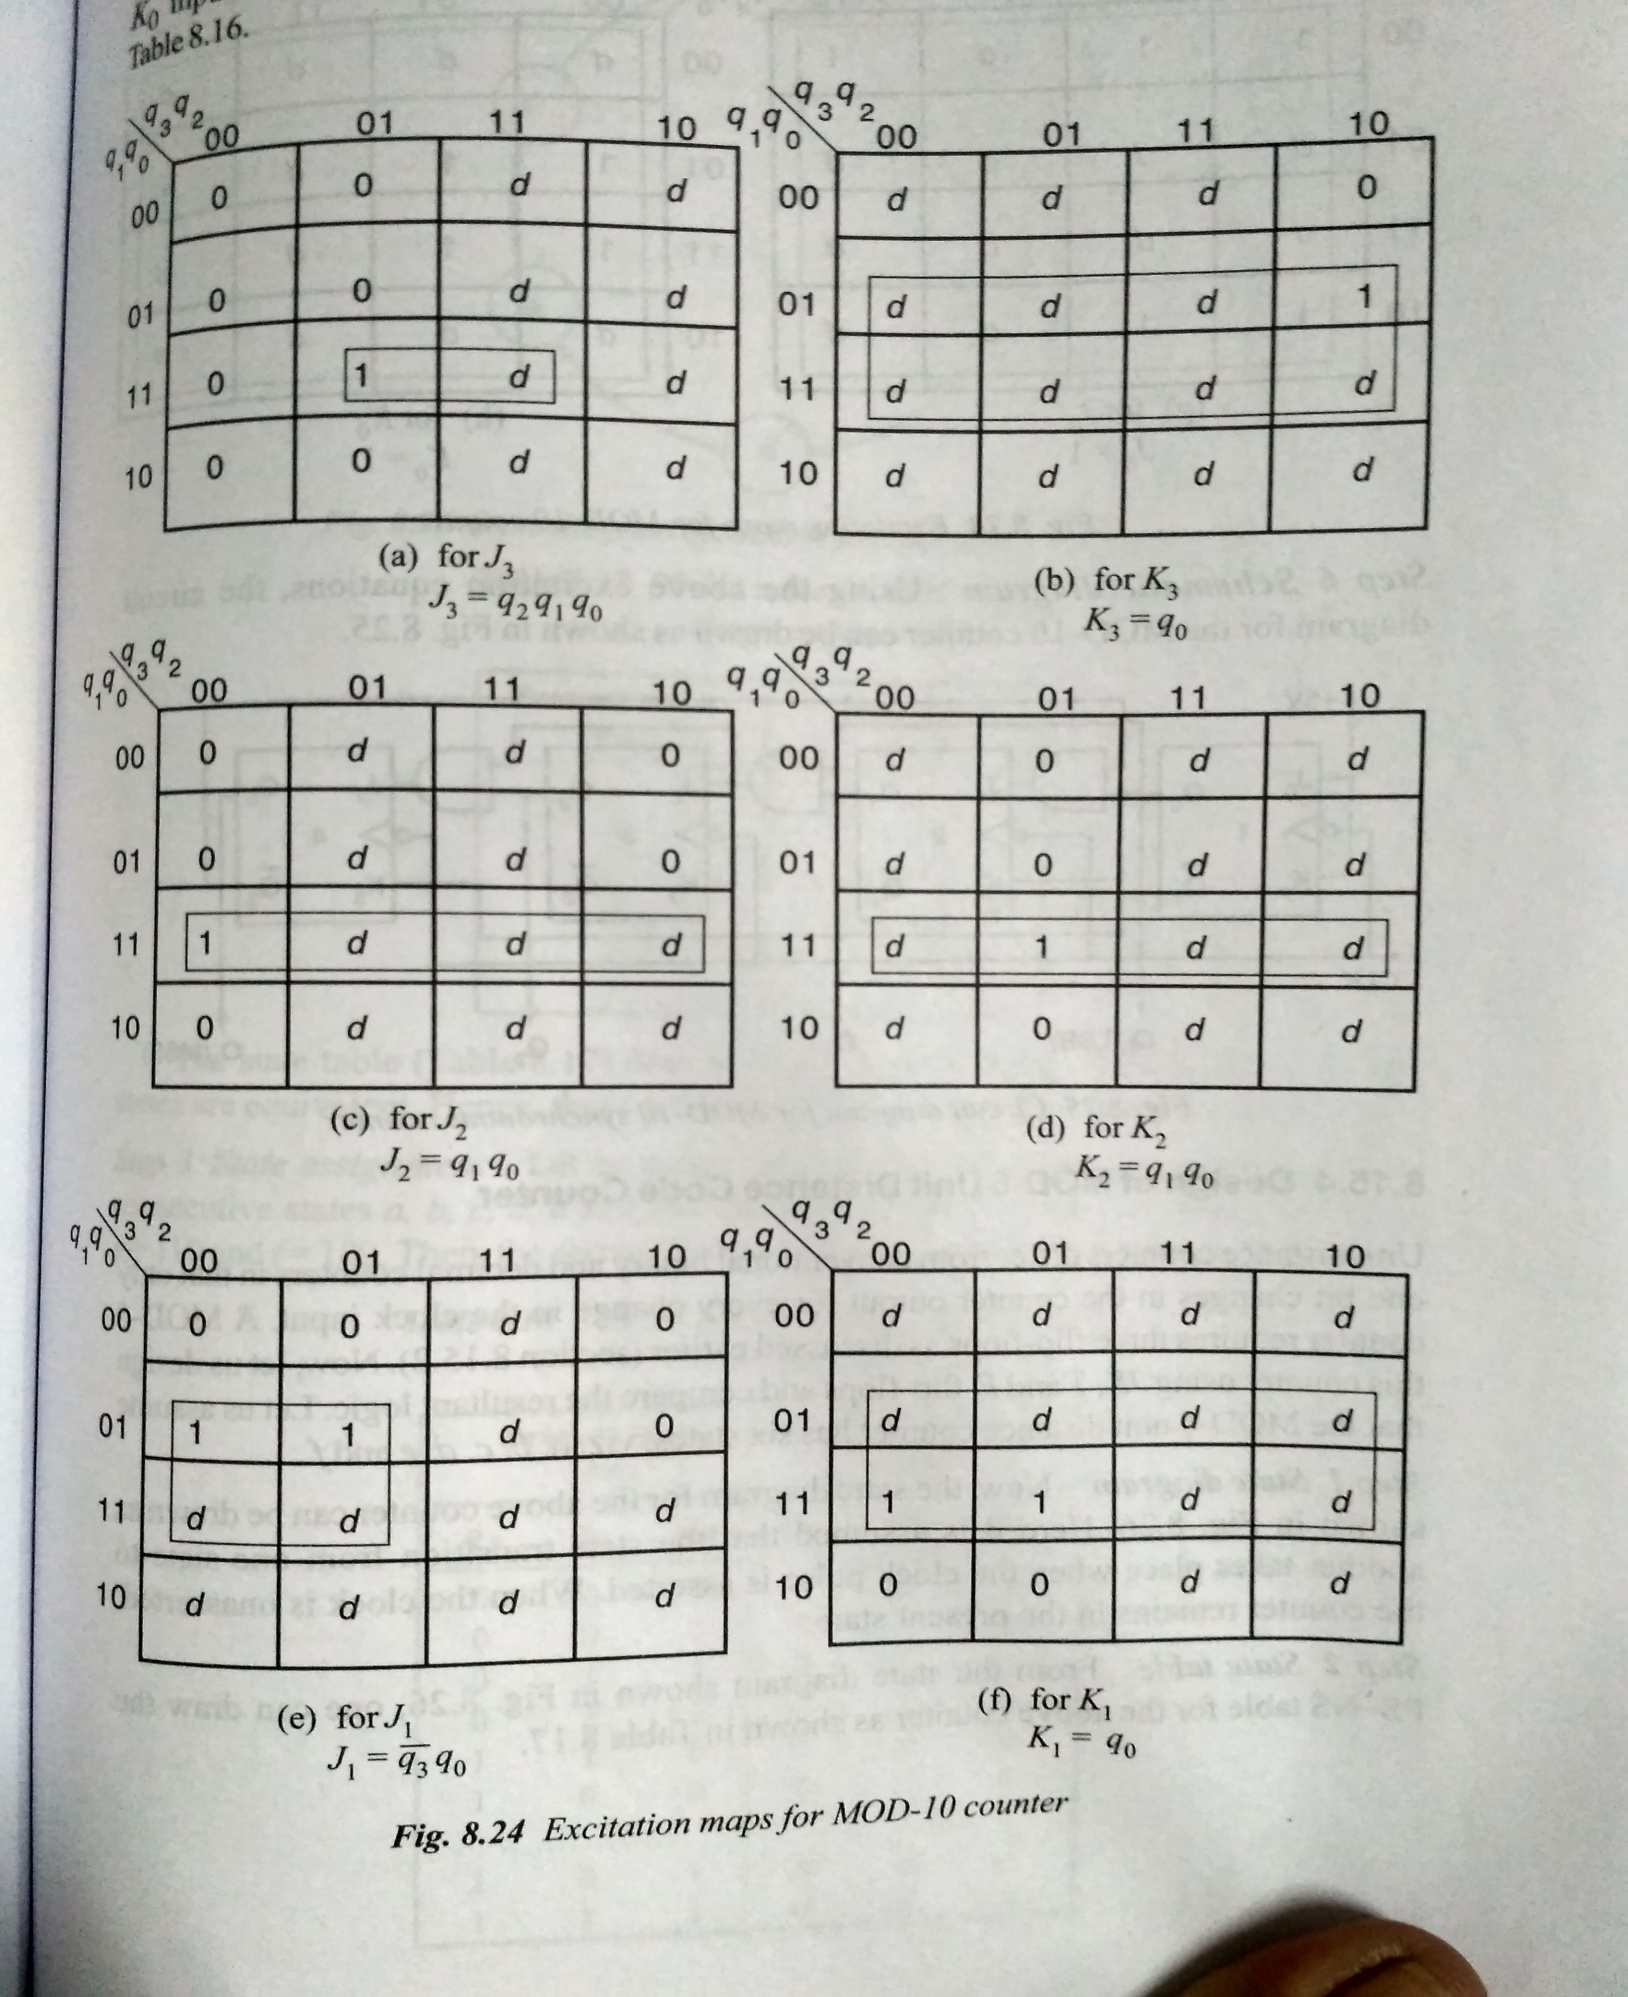 K0
Table 8.16.
q3q2
q1q0
00 01 11 10
00 0 0 d d
01 0 0 d d
11 0 1 d d
10 0 0 d d
(a) for J3
J3 = q2 q1 q0
q3q2
q1q0
00 01 11 10
00 d d d 0
01 d d d 1
11 d d d d
10 d d d d
(b) for K3
K3 = q0
q3q2
q1q0
00 01 11 10
00 0 d d 0
01 0 d d 0
11 1 d d d
10 0 d d d
(c) for J2
J2 = q1 q0
q3q2
q1q0
00 01 11 10
00 d 0 d d
01 d 0 d d
11 d 1 d d
10 d 0 d d
(d) for K2
K2 = q1 q0
q3q2
q1q0
00 01 11 10
00 0 0 d 0
01 1 1 d 0
11 d d d d
10 d d d d
(e) for J1
J1 = q̅3 q0
q3q2
q1q0
00 01 11 10
00 d d d d
01 d d d d
11 1 1 d d
10 0 0 d d
(f) for K1
K1 = q0
Fig. 8.24 Excitation maps for MOD-10 counter